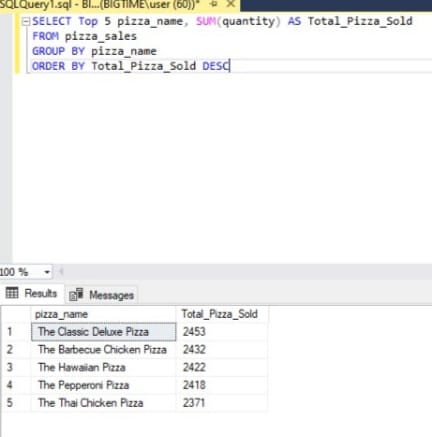 SQLQuery1.sql - BI...(BIGTIME\user (60))*
SELECT Top 5 pizza_name, SUM(quantity) AS Total_Pizza_Sold
FROM pizza_sales
GROUP BY pizza_name
ORDER BY Total_Pizza_Sold DESC
100 %
Results Messages
pizza_name Total_Pizza_Sold
1 The Classic Deluxe Pizza 2453
2 The Barbecue Chicken Pizza 2432
3 The Hawaiian Pizza 2422
4 The Pepperoni Pizza 2418
5 The Thai Chicken Pizza 2371